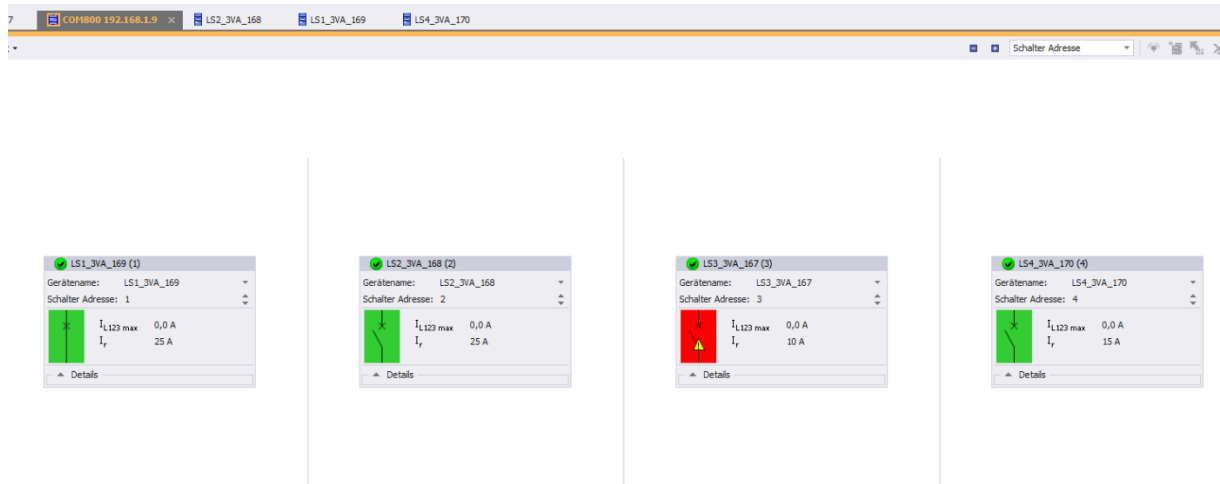 7 COM800 192.168.1.9 LS2_3VA_168 LS1_3VA_169 LS4_3VA_170
Schalter Adresse
LS1_3VA_169 (1)
Gerätename: LS1_3VA_169
Schalter Adresse: 1
IL123 max 0,0 A
Ir 25 A
Details
LS2_3VA_168 (2)
Gerätename: LS2_3VA_168
Schalter Adresse: 2
IL123 max 0,0 A
Ir 25 A
Details
LS3_3VA_167 (3)
Gerätename: LS3_3VA_167
Schalter Adresse: 3
IL123 max 0,0 A
Ir 10 A
Details
LS4_3VA_170 (4)
Gerätename: LS4_3VA_170
Schalter Adresse: 4
IL123 max 0,0 A
Ir 15 A
Details